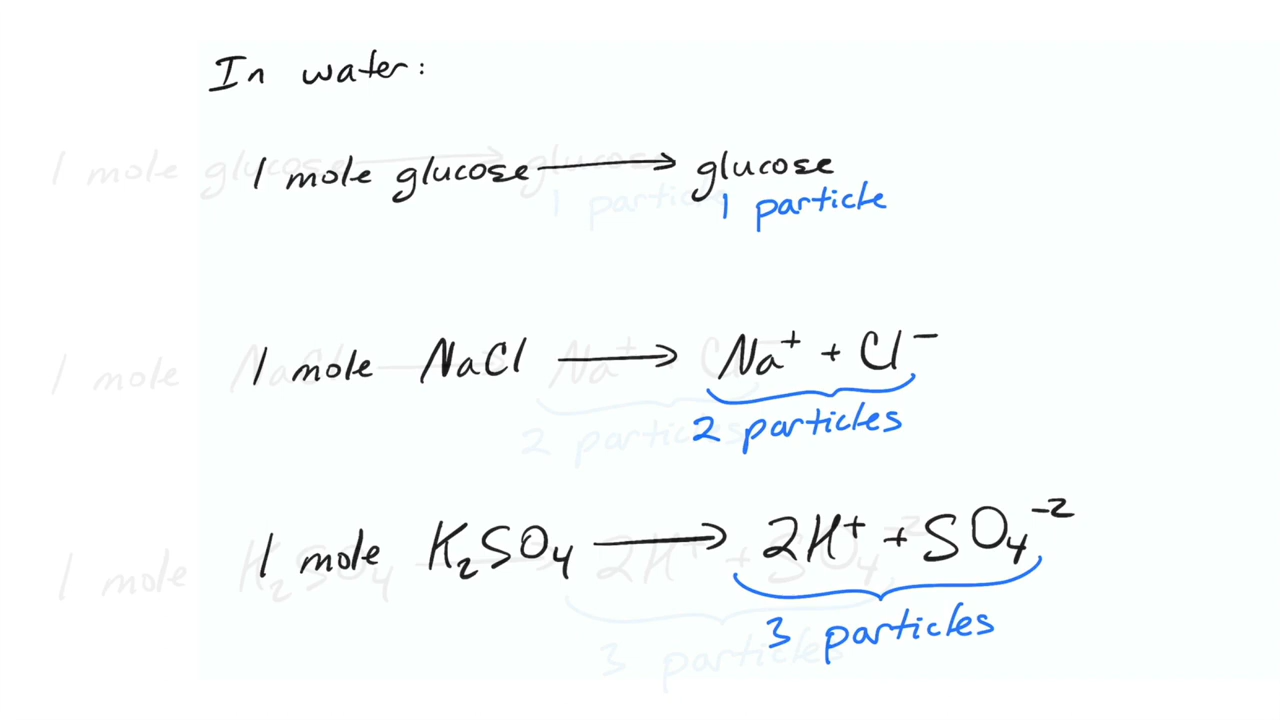 In water:
1 mole glucose → glucose
1 particle
1 mole NaCl → Na⁺ + Cl⁻
2 particles
1 mole K₂SO₄ → 2H⁺ + SO₄⁻²
3 particles